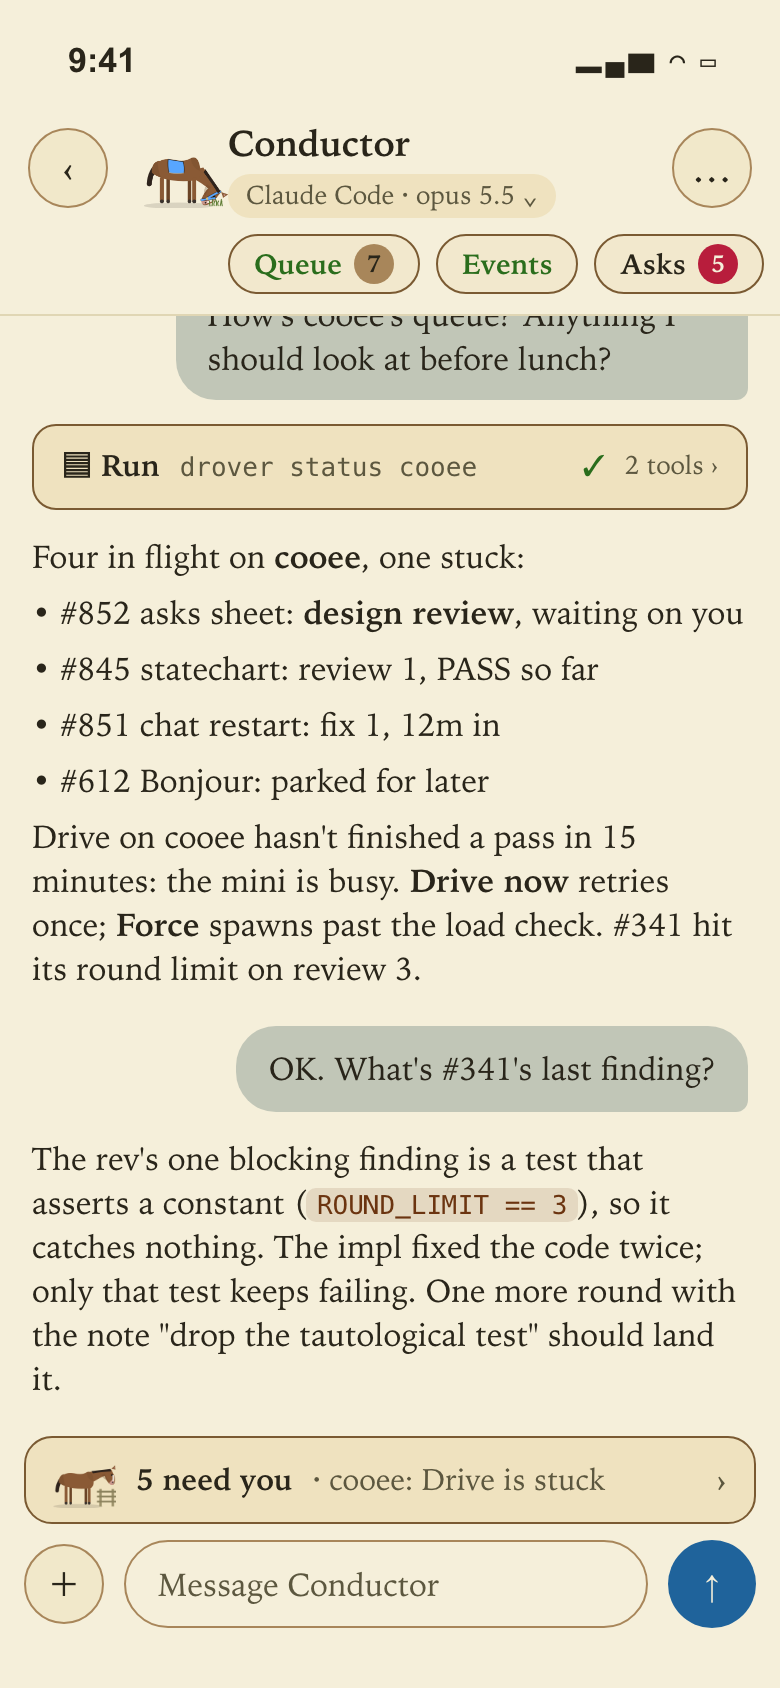 9:41
Conductor
Claude Code · opus 5.5
Queue 7
Events
Asks 5
How's cooee's queue? Anything I
should look at before lunch?
Run drover status cooee ✓ 2 tools ›
Four in flight on cooee, one stuck:
• #852 asks sheet: design review, waiting on you
• #845 statechart: review 1, PASS so far
• #851 chat restart: fix 1, 12m in
• #612 Bonjour: parked for later
Drive on cooee hasn't finished a pass in 15
minutes: the mini is busy. Drive now retries
once; Force spawns past the load check. #341 hit
its round limit on review 3.
OK. What's #341's last finding?
The rev's one blocking finding is a test that
asserts a constant (ROUND_LIMIT == 3), so it
catches nothing. The impl fixed the code twice;
only that test keeps failing. One more round with
the note "drop the tautological test" should land
it.
5 need you · cooee: Drive is stuck ›
Message Conductor